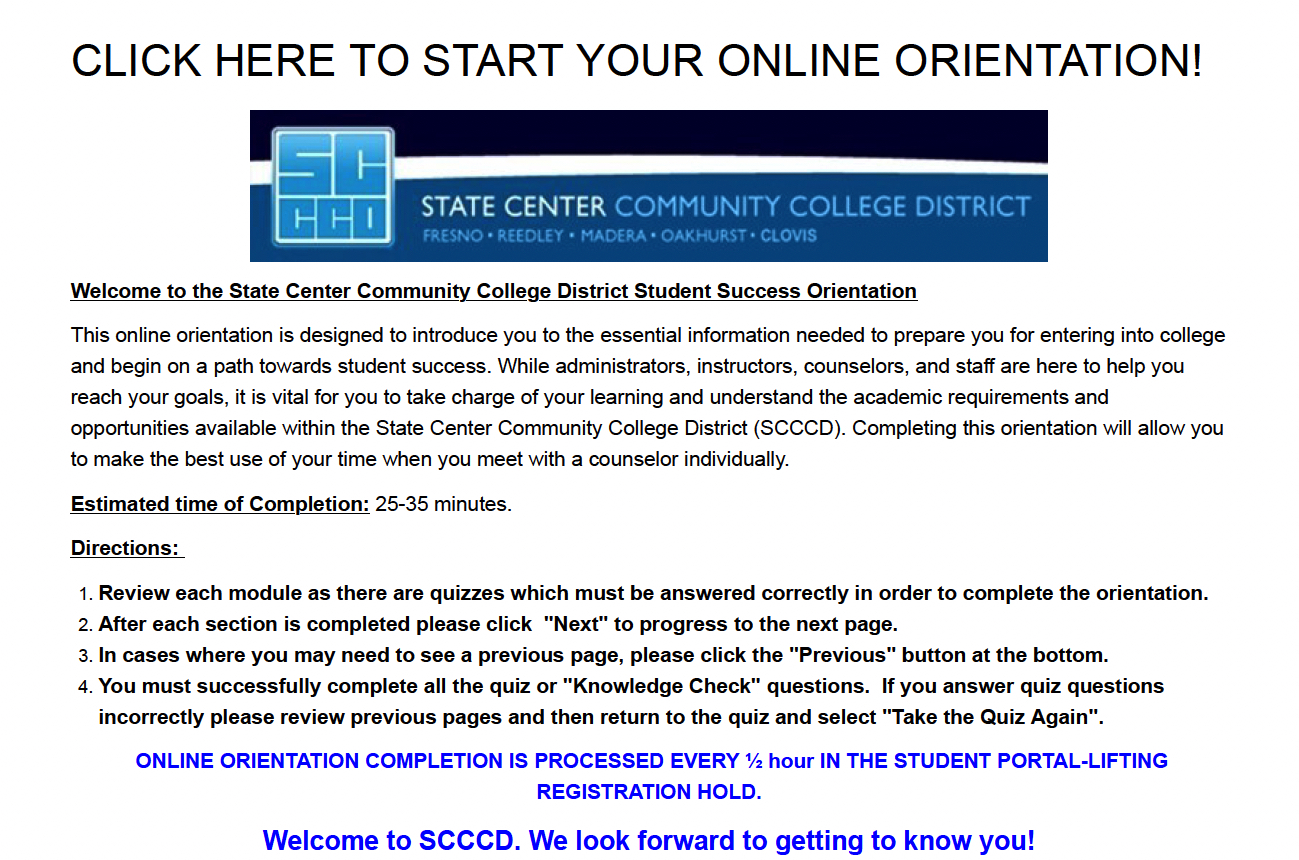 CLICK HERE TO START YOUR ONLINE ORIENTATION!
SC
CCD
STATE CENTER COMMUNITY COLLEGE DISTRICT
FRESNO • REEDLEY • MADERA • OAKHURST • CLOVIS
Welcome to the State Center Community College District Student Success Orientation
This online orientation is designed to introduce you to the essential information needed to prepare you for entering into college
and begin on a path towards student success. While administrators, instructors, counselors, and staff are here to help you
reach your goals, it is vital for you to take charge of your learning and understand the academic requirements and
opportunities available within the State Center Community College District (SCCCD). Completing this orientation will allow you
to make the best use of your time when you meet with a counselor individually.
Estimated time of Completion: 25-35 minutes.
Directions:
1. Review each module as there are quizzes which must be answered correctly in order to complete the orientation.
2. After each section is completed please click  "Next" to progress to the next page.
3. In cases where you may need to see a previous page, please click the "Previous" button at the bottom.
4. You must successfully complete all the quiz or "Knowledge Check" questions.  If you answer quiz questions
incorrectly please review previous pages and then return to the quiz and select "Take the Quiz Again".
ONLINE ORIENTATION COMPLETION IS PROCESSED EVERY ½ hour IN THE STUDENT PORTAL-LIFTING
REGISTRATION HOLD.
Welcome to SCCCD. We look forward to getting to know you!